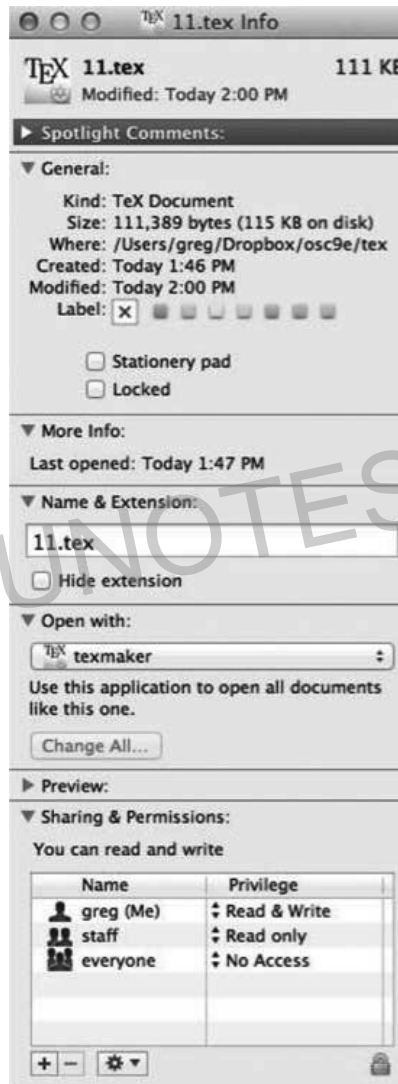 TEX 11.tex Info
TEX 11.tex 111 KB
Modified: Today 2:00 PM
Spotlight Comments:
General:
Kind: TeX Document
Size: 111,389 bytes (115 KB on disk)
Where: /Users/greg/Dropbox/osc9e/tex
Created: Today 1:46 PM
Modified: Today 2:00 PM
Label:
Stationery pad
Locked
More Info:
Last opened: Today 1:47 PM
Name & Extension:
11.tex
Hide extension
Open with:
TEX texmaker
Use this application to open all documents
like this one.
Change All...
Preview:
Sharing & Permissions:
You can read and write
Name Privilege
greg (Me) Read & Write
staff Read only
everyone No Access
UNOTES